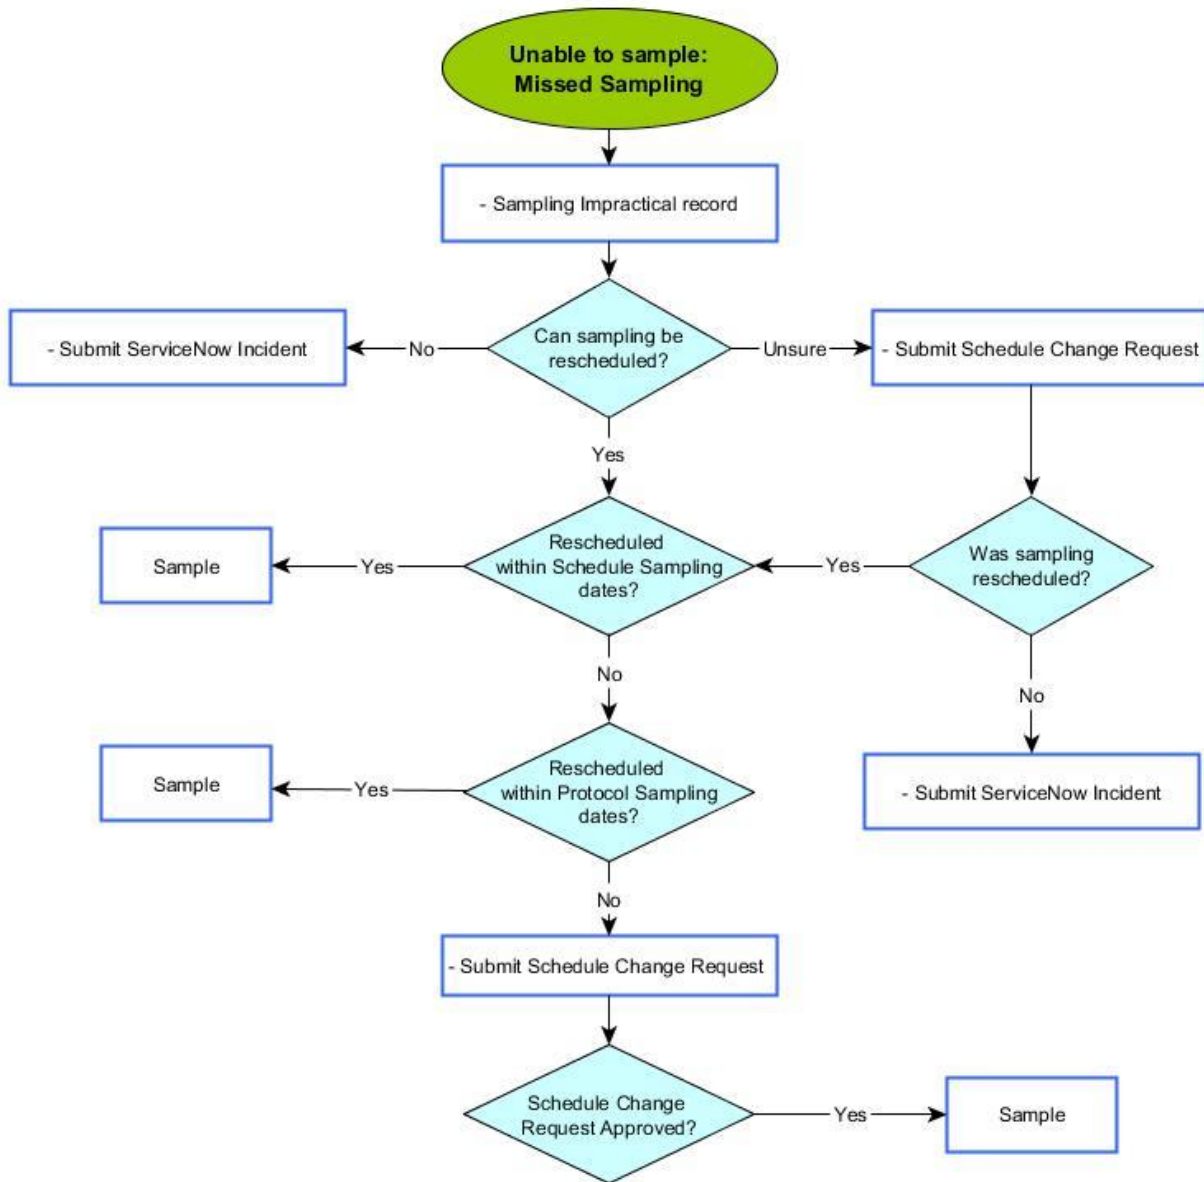 Unable to sample:
Missed Sampling
- Sampling Impractical record
Can sampling be
rescheduled?
No
- Submit ServiceNow Incident
Unsure
- Submit Schedule Change Request
Yes
Rescheduled
within Schedule Sampling
dates?
Yes
Sample
Was sampling
rescheduled?
Yes
No
- Submit ServiceNow Incident
No
Rescheduled
within Protocol Sampling
dates?
Yes
Sample
No
- Submit Schedule Change Request
Schedule Change
Request Approved?
Yes
Sample